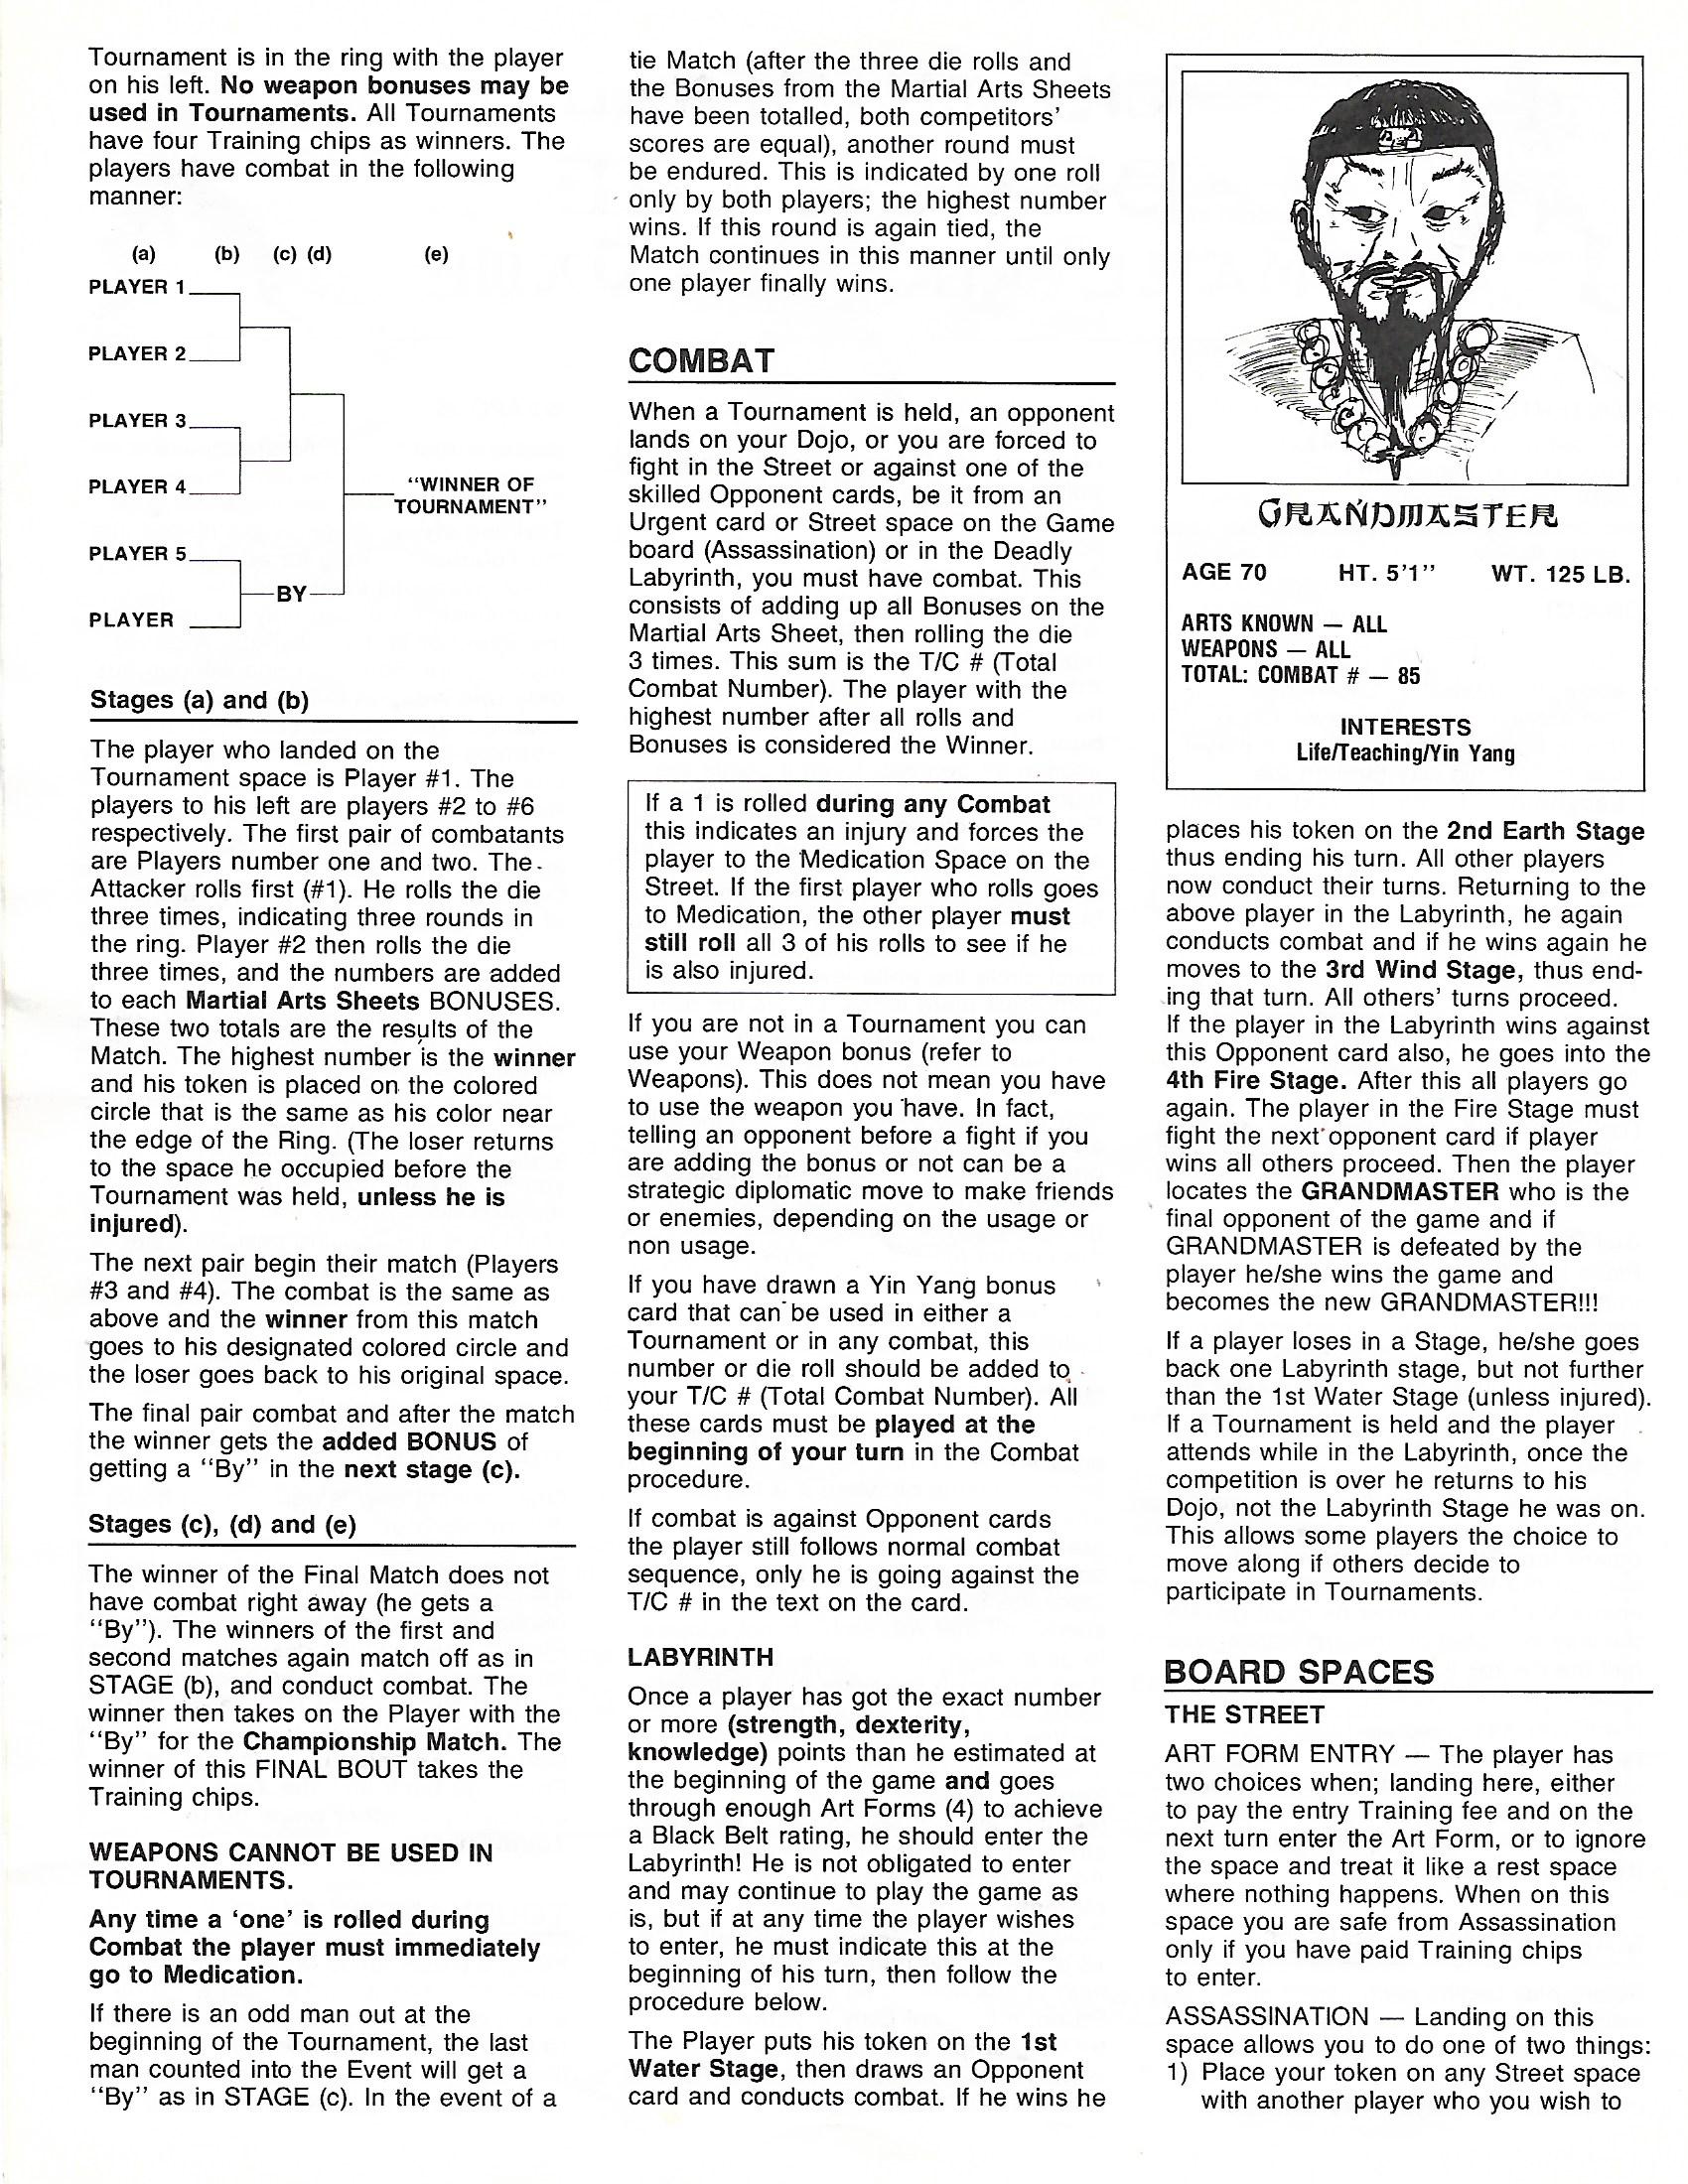 Tournament is in the ring with the player
on his left. No weapon bonuses may be
used in Tournaments. All Tournaments
have four Training chips as winners. The
players have combat in the following
manner:
(a) (b) (c) (d) (e)
PLAYER 1
PLAYER 2
PLAYER 3
PLAYER 4
"WINNER OF
TOURNAMENT"
PLAYER 5
BY
PLAYER
Stages (a) and (b)
The player who landed on the
Tournament space is Player #1. The
players to his left are players #2 to #6
respectively. The first pair of combatants
are Players number one and two. The
Attacker rolls first (#1). He rolls the die
three times, indicating three rounds in
the ring. Player #2 then rolls the die
three times, and the numbers are added
to each Martial Arts Sheets BONUSES.
These two totals are the results of the
Match. The highest number is the winner
and his token is placed on the colored
circle that is the same as his color near
the edge of the Ring. (The loser returns
to the space he occupied before the
Tournament was held, unless he is
injured).
The next pair begin their match (Players
#3 and #4). The combat is the same as
above and the winner from this match
goes to his designated colored circle and
the loser goes back to his original space.
The final pair combat and after the match
the winner gets the added BONUS of
getting a "By" in the next stage (c).
Stages (c), (d) and (e)
The winner of the Final Match does not
have combat right away (he gets a
"By"). The winners of the first and
second matches again match off as in
STAGE (b), and conduct combat. The
winner then takes on the Player with the
"By" for the Championship Match. The
winner of this FINAL BOUT takes the
Training chips.
WEAPONS CANNOT BE USED IN
TOURNAMENTS.
Any time a 'one' is rolled during
Combat the player must immediately
go to Medication.
If there is an odd man out at the
beginning of the Tournament, the last
man counted into the Event will get a
"By" as in STAGE (c). In the event of a
tie Match (after the three die rolls and
the Bonuses from the Martial Arts Sheets
have been totalled, both competitors'
scores are equal), another round must
be endured. This is indicated by one roll
only by both players; the highest number
wins. If this round is again tied, the
Match continues in this manner until only
one player finally wins.
COMBAT
When a Tournament is held, an opponent
lands on your Dojo, or you are forced to
fight in the Street or against one of the
skilled Opponent cards, be it from an
Urgent card or Street space on the Game
board (Assassination) or in the Deadly
Labyrinth, you must have combat. This
consists of adding up all Bonuses on the
Martial Arts Sheet, then rolling the die
3 times. This sum is the T/C # (Total
Combat Number). The player with the
highest number after all rolls and
Bonuses is considered the Winner.
If a 1 is rolled during any Combat
this indicates an injury and forces the
player to the Medication Space on the
Street. If the first player who rolls goes
to Medication, the other player must
still roll all 3 of his rolls to see if he
is also injured.
If you are not in a Tournament you can
use your Weapon bonus (refer to
Weapons). This does not mean you have
to use the weapon you have. In fact,
telling an opponent before a fight if you
are adding the bonus or not can be a
strategic diplomatic move to make friends
or enemies, depending on the usage or
non usage.
If you have drawn a Yin Yang bonus
card that can be used in either a
Tournament or in any combat, this
number or die roll should be added to
your T/C # (Total Combat Number). All
these cards must be played at the
beginning of your turn in the Combat
procedure.
If combat is against Opponent cards
the player still follows normal combat
sequence, only he is going against the
T/C # in the text on the card.
LABYRINTH
Once a player has got the exact number
or more (strength, dexterity,
knowledge) points than he estimated at
the beginning of the game and goes
through enough Art Forms (4) to achieve
a Black Belt rating, he should enter the
Labyrinth! He is not obligated to enter
and may continue to play the game as
is, but if at any time the player wishes
to enter, he must indicate this at the
beginning of his turn, then follow the
procedure below.
The Player puts his token on the 1st
Water Stage, then draws an Opponent
card and conducts combat. If he wins he
GRANDMASTER
AGE 70 HT. 5'1" WT. 125 LB.
ARTS KNOWN — ALL
WEAPONS — ALL
TOTAL: COMBAT # — 85
INTERESTS
Life/Teaching/Yin Yang
places his token on the 2nd Earth Stage
thus ending his turn. All other players
now conduct their turns. Returning to the
above player in the Labyrinth, he again
conducts combat and if he wins again he
moves to the 3rd Wind Stage, thus end-
ing that turn. All others' turns proceed.
If the player in the Labyrinth wins against
this Opponent card also, he goes into the
4th Fire Stage. After this all players go
again. The player in the Fire Stage must
fight the next opponent card if player
wins all others proceed. Then the player
locates the GRANDMASTER who is the
final opponent of the game and if
GRANDMASTER is defeated by the
player he/she wins the game and
becomes the new GRANDMASTER!!!
If a player loses in a Stage, he/she goes
back one Labyrinth stage, but not further
than the 1st Water Stage (unless injured).
If a Tournament is held and the player
attends while in the Labyrinth, once the
competition is over he returns to his
Dojo, not the Labyrinth Stage he was on.
This allows some players the choice to
move along if others decide to
participate in Tournaments.
BOARD SPACES
THE STREET
ART FORM ENTRY — The player has
two choices when; landing here, either
to pay the entry Training fee and on the
next turn enter the Art Form, or to ignore
the space and treat it like a rest space
where nothing happens. When on this
space you are safe from Assassination
only if you have paid Training chips
to enter.
ASSASSINATION — Landing on this
space allows you to do one of two things:
1) Place your token on any Street space
with another player who you wish to